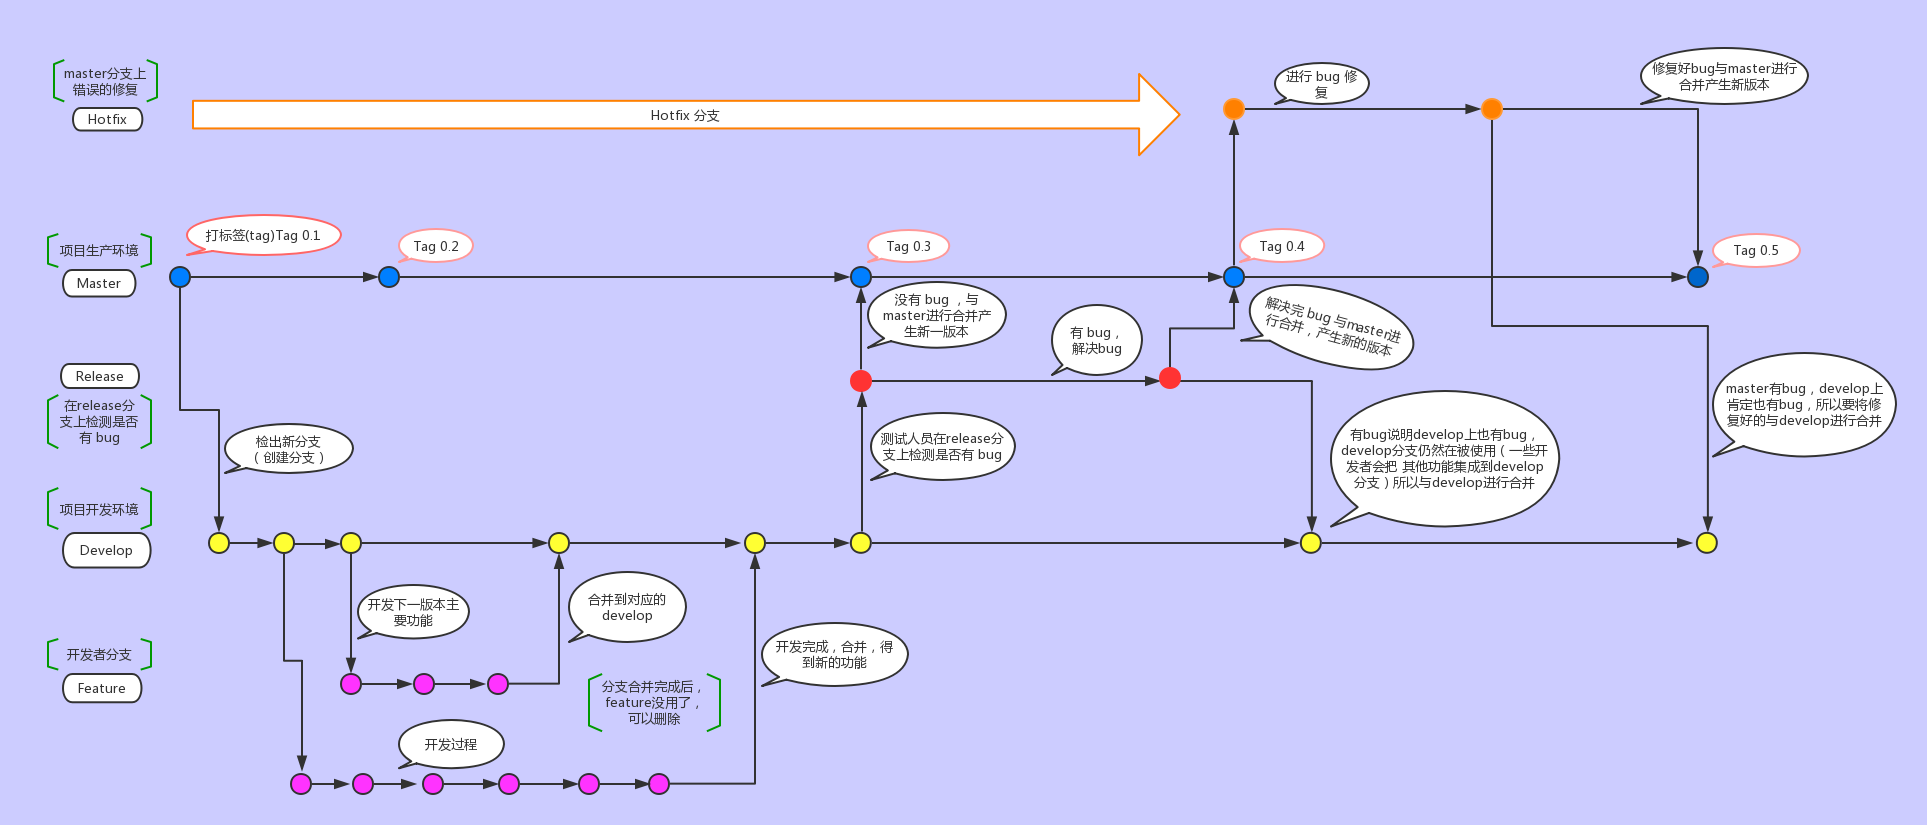 master分支上
错误的修复
Hotfix
Hotfix 分支
进行 bug 修
复
修复好bug与master进行
合并产生新版本
打标签(tag)Tag 0.1
Tag 0.2
Tag 0.3
Tag 0.4
Tag 0.5
项目生产环境
Master
没有 bug ，与
master进行合并产
生新一版本
有 bug，
解决bug
解决完 bug 与master进
行合并，产生新的版本
Release
在release分
支上检测是否
有 bug
检出新分支
（ 创建分支 ）
测试人员在release分
支上检测是否有 bug
有bug说明develop上也有bug，
develop分支仍然在被使用（ 一些开
发者会把 其他功能集成到develop
分支 ）所以与develop进行合并
master有bug，develop上
肯定也有bug，所以要将修
复好的与develop进行合并
项目开发环境
Develop
开发下一版本主
要功能
合并到对应的
develop
开发完成，合并，得
到新的功能
开发者分支
Feature
分支合并完成后，
feature没用了，
可以删除
开发过程